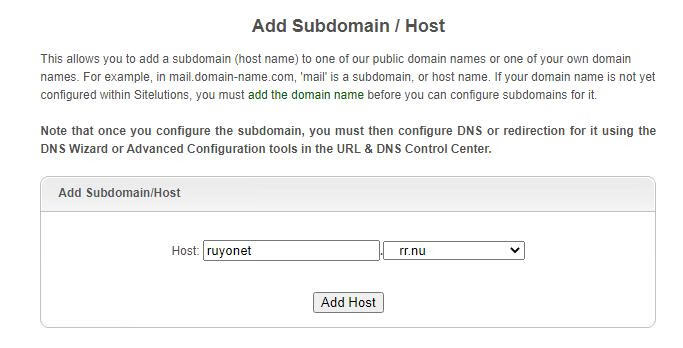 Add Subdomain / Host
This allows you to add a subdomain (host name) to one of our public domain names or one of your own domain
names. For example, in mail.domain-name.com, 'mail' is a subdomain, or host name. If your domain name is not yet
configured within Sitelutions, you must add the domain name before you can configure subdomains for it.
Note that once you configure the subdomain, you must then configure DNS or redirection for it using the
DNS Wizard or Advanced Configuration tools in the URL & DNS Control Center.
Add Subdomain/Host
Host: ruyonet . rr.nu
Add Host